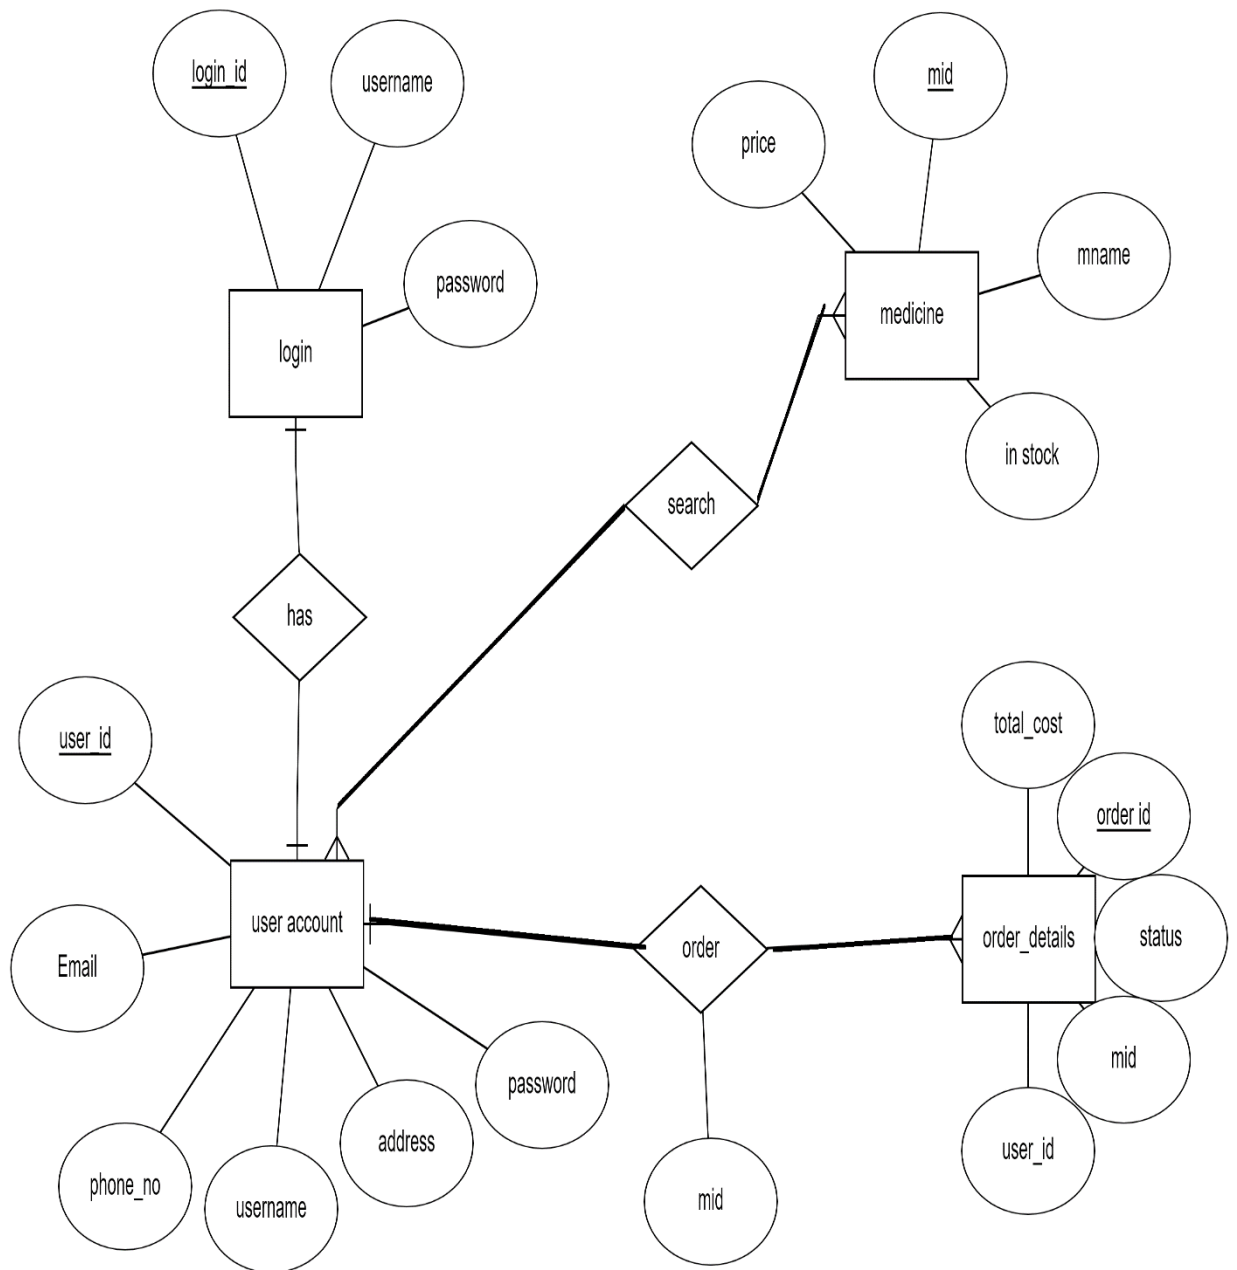 login_id
username
mid
price
mname
password
medicine
login
in stock
search
has
user_id
total_cost
order id
user account
order_details
status
order
Email
mid
password
address
user_id
phone_no
username
mid